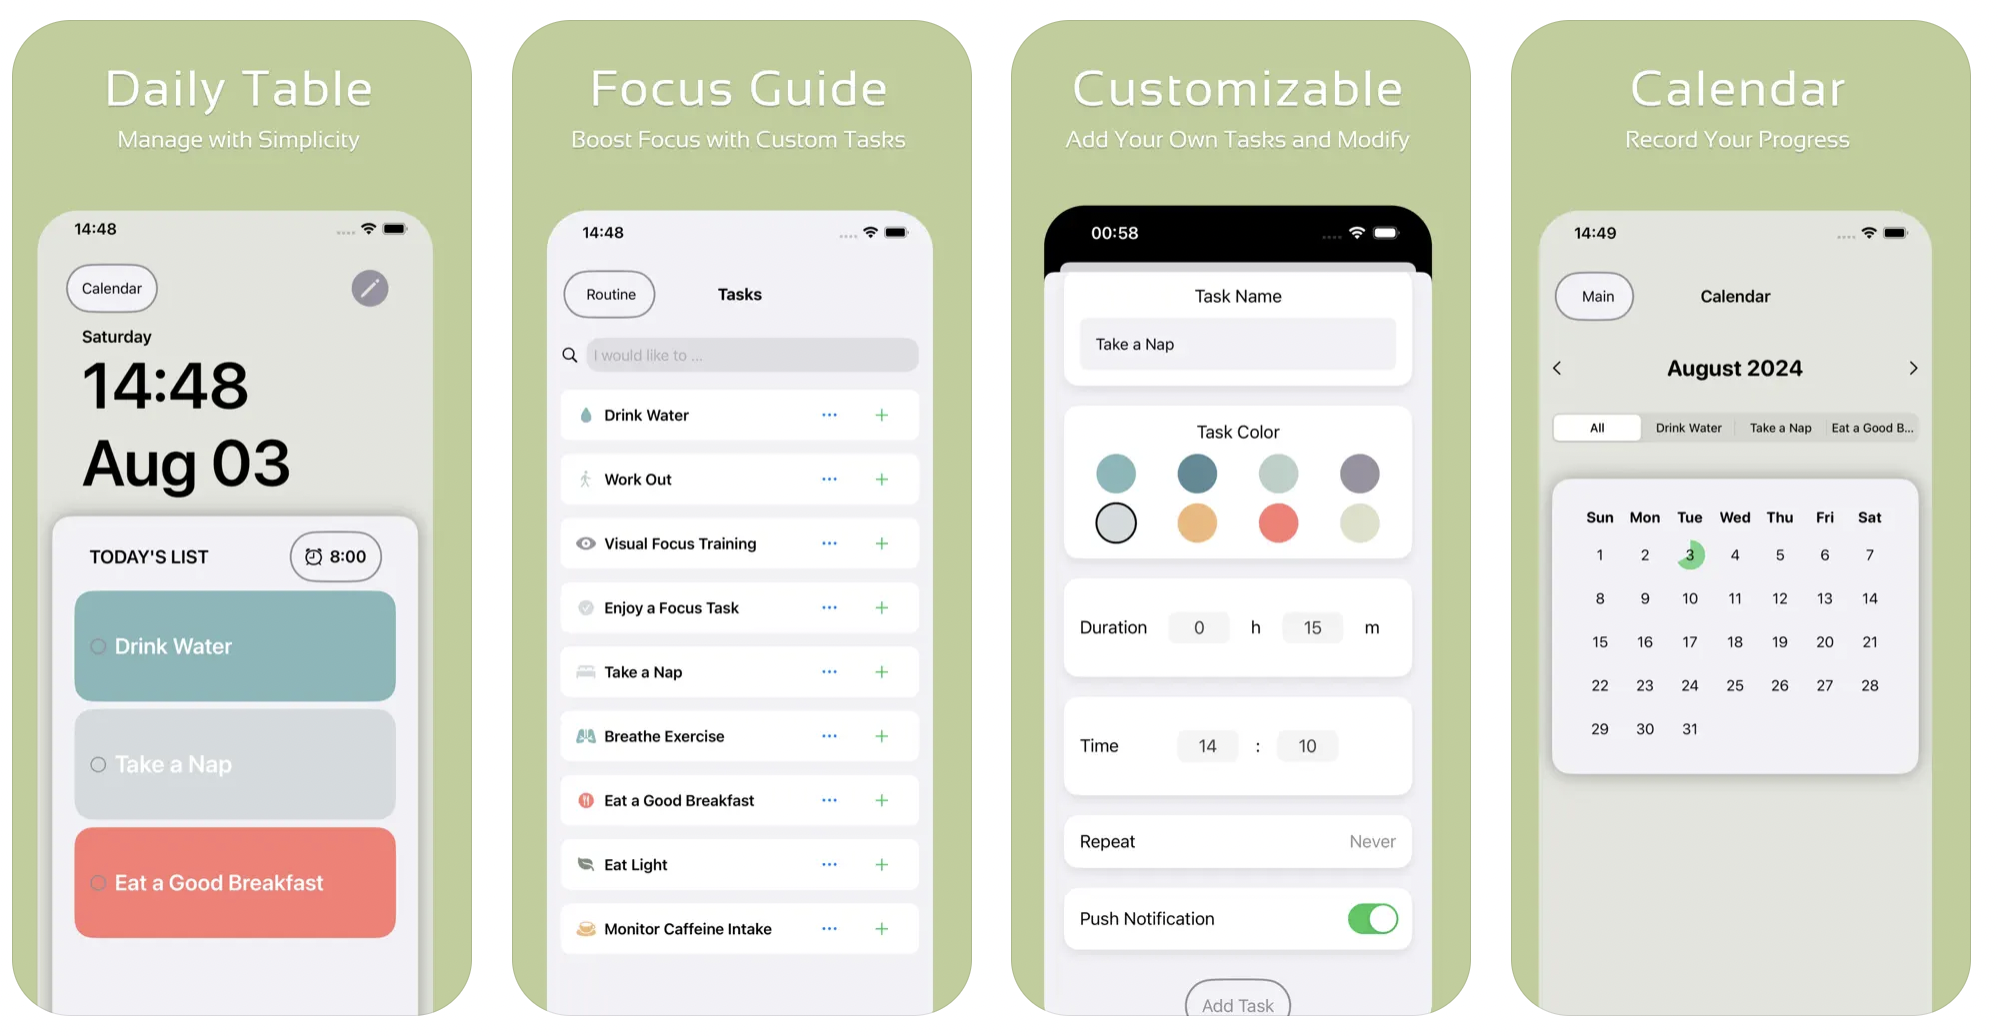 Daily Table
Manage with Simplicity
14:48
Calendar
Saturday
14:48
Aug 03
TODAY'S LIST
8:00
Drink Water
Take a Nap
Eat a Good Breakfast
Focus Guide
Boost Focus with Custom Tasks
14:48
Routine
Tasks
I would like to ...
Drink Water
Work Out
Visual Focus Training
Enjoy a Focus Task
Take a Nap
Breathe Exercise
Eat a Good Breakfast
Eat Light
Monitor Caffeine Intake
Customizable
Add Your Own Tasks and Modify
00:58
Task Name
Take a Nap
Task Color
Duration 0 h 15 m
Time 14 : 10
Repeat Never
Push Notification
Add Task
Calendar
Record Your Progress
14:49
Main
Calendar
August 2024
All Drink Water Take a Nap Eat a Good B...
Sun Mon Tue Wed Thu Fri Sat
1 2 3 4 5 6 7
8 9 10 11 12 13 14
15 16 17 18 19 20 21
22 23 24 25 26 27 28
29 30 31